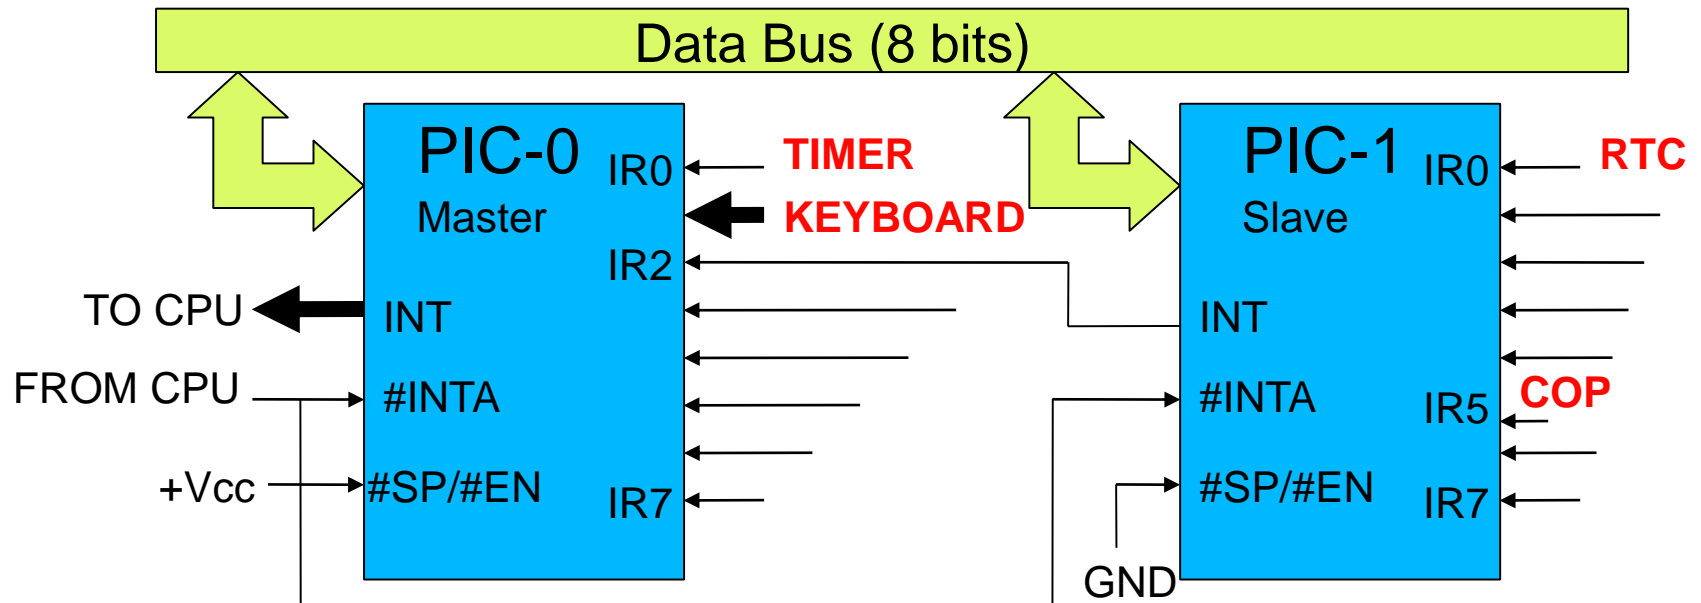 Data Bus (8 bits)
PIC-0
Master
IR0
TIMER
KEYBOARD
IR2
TO CPU
INT
FROM CPU
#INTA
+Vcc
#SP/#EN
IR7
PIC-1
Slave
IR0
RTC
INT
#INTA
COP
IR5
#SP/#EN
IR7
GND